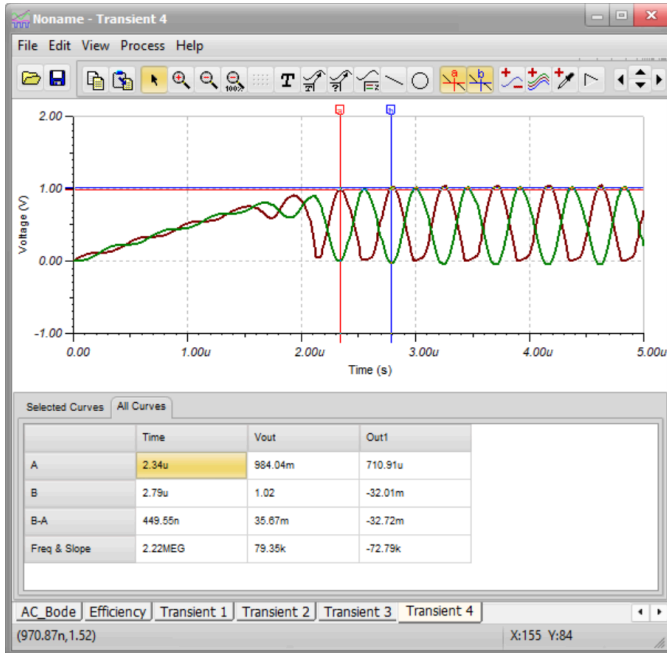 Noname - Transient 4
File Edit View Process Help
100% T T ? =z a b
a b
2.00
1.00
0.00
-1.00
Voltage (V)
0.00 1.00u 2.00u 3.00u 4.00u 5.00u
Time (s)
Selected Curves All Curves
Time Vout Out1
A 2.34u 984.04m 710.91u
B 2.79u 1.02 -32.01m
B-A 449.55n 35.67m -32.72m
Freq & Slope 2.22MEG 79.35k -72.79k
AC_Bode Efficiency Transient 1 Transient 2 Transient 3 Transient 4
(970.87n,1.52) X:155 Y:84